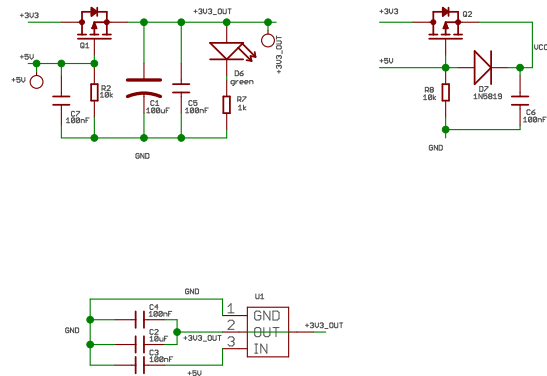 +3V3
+3V3_OUT
Q1
+5V
+5V
R2
10k
C7
100nF
C1
100uF
C5
100nF
D6
green
R7
1k
+3V3_OUT
GND
+3V3
Q2
+5V
VCC
R8
10k
D7
1N5819
C6
100nF
GND
GND
U1
C4
100nF
1
GND
GND
C2
10uF
+3V3_OUT
2
OUT
+3V3_OUT
C3
100nF
3
IN
+5V